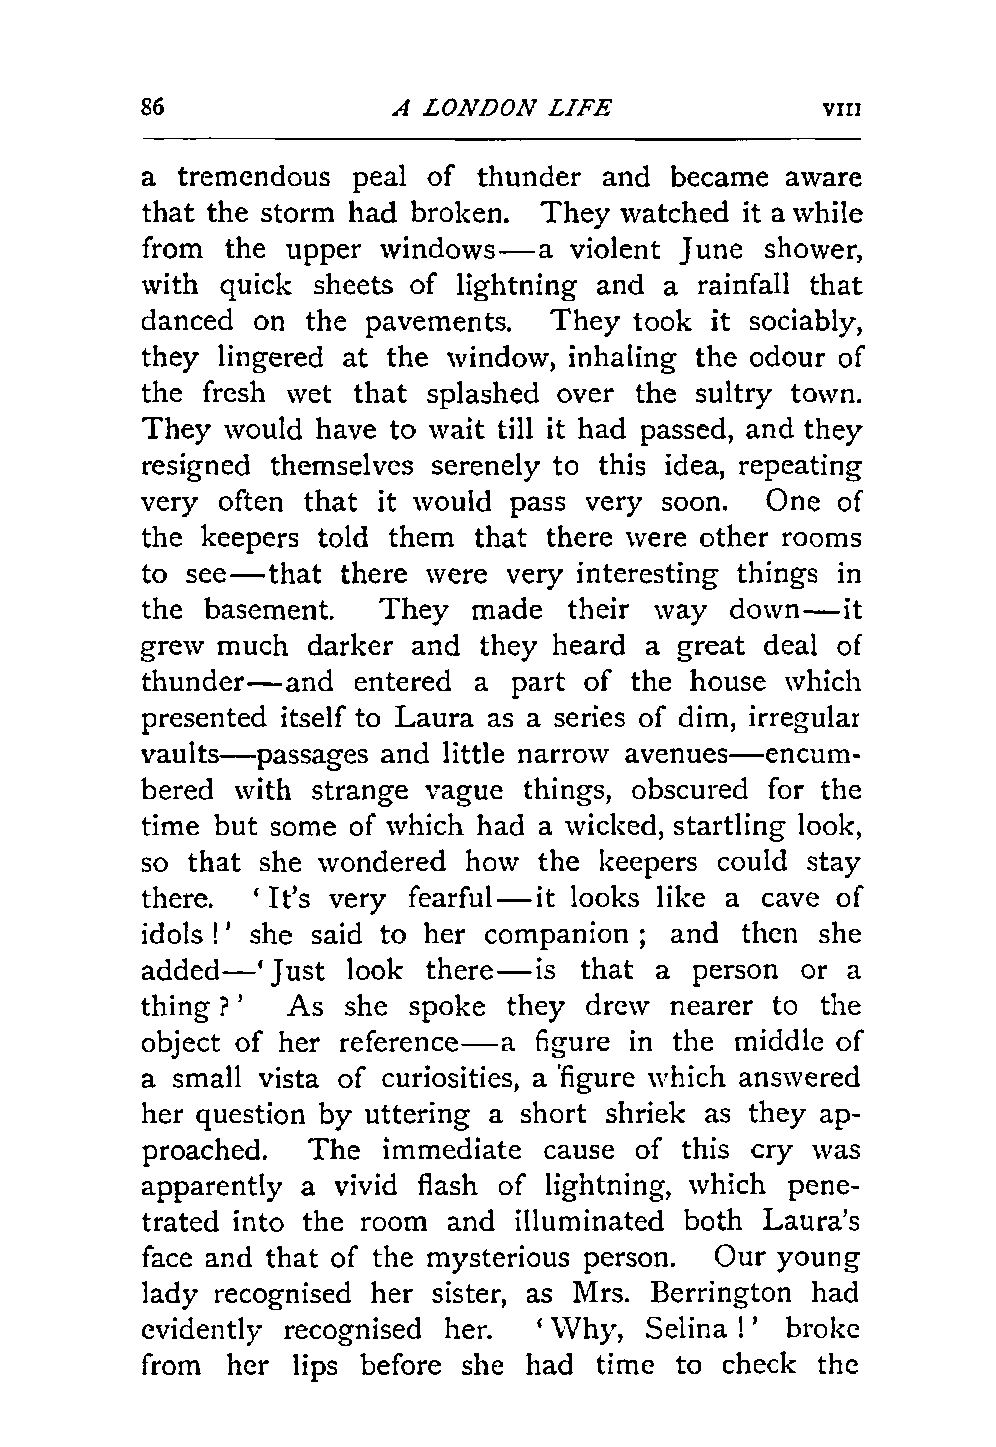 86 A LONDON LIFE VIII
a tremendous peal of thunder and became aware
that the storm had broken. They watched it a while
from the upper windows—a violent June shower,
with quick sheets of lightning and a rainfall that
danced on the pavements. They took it sociably,
they lingered at the window, inhaling the odour of
the fresh wet that splashed over the sultry town.
They would have to wait till it had passed, and they
resigned themselves serenely to this idea, repeating
very often that it would pass very soon. One of
the keepers told them that there were other rooms
to see—that there were very interesting things in
the basement. They made their way down—it
grew much darker and they heard a great deal of
thunder—and entered a part of the house which
presented itself to Laura as a series of dim, irregular
vaults—passages and little narrow avenues—encum-
bered with strange vague things, obscured for the
time but some of which had a wicked, startling look,
so that she wondered how the keepers could stay
there. ‘It’s very fearful—it looks like a cave of
idols!’ she said to her companion; and then she
added—‘Just look there—is that a person or a
thing?’ As she spoke they drew nearer to the
object of her reference—a figure in the middle of
a small vista of curiosities, a figure which answered
her question by uttering a short shriek as they ap-
proached. The immediate cause of this cry was
apparently a vivid flash of lightning, which pene-
trated into the room and illuminated both Laura’s
face and that of the mysterious person. Our young
lady recognised her sister, as Mrs. Berrington had
evidently recognised her. ‘Why, Selina!’ broke
from her lips before she had time to check the